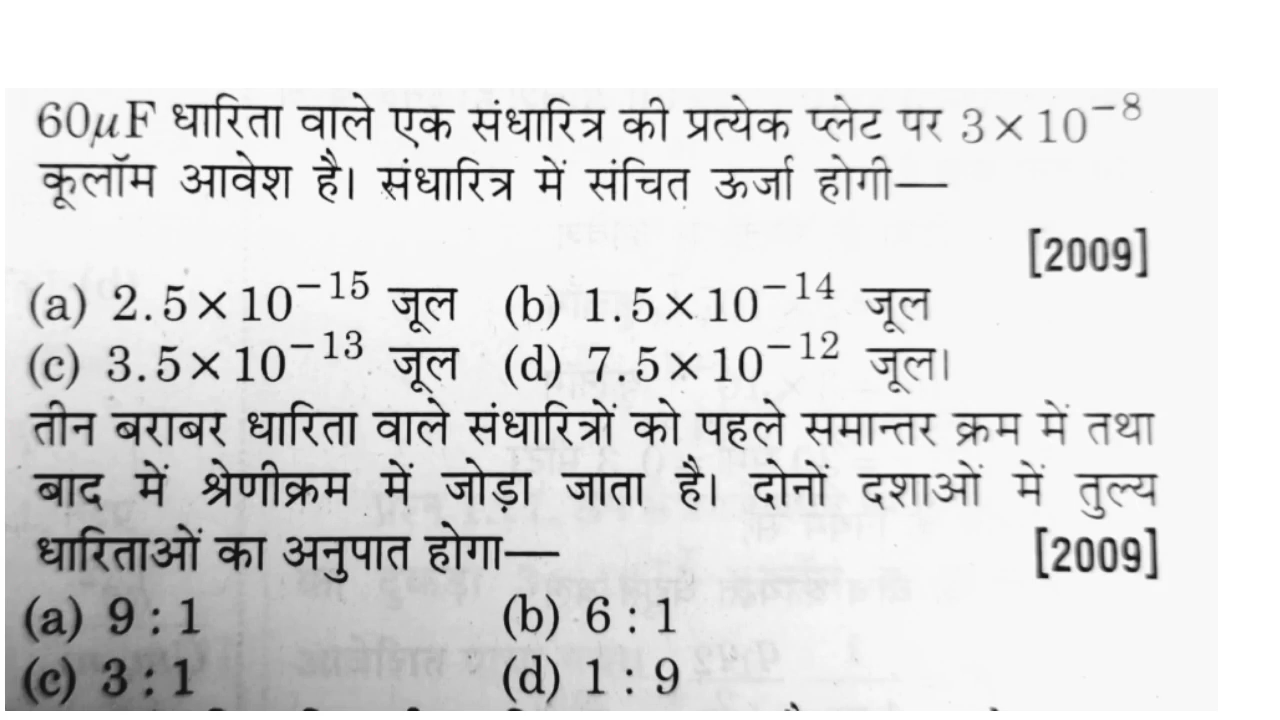 60μF धारिता वाले एक संधारित्र की प्रत्येक प्लेट पर 3×10⁻⁸
कूलॉम आवेश है। संधारित्र में संचित ऊर्जा होगी—
[2009]
(a) 2.5×10⁻¹⁵ जूल (b) 1.5×10⁻¹⁴ जूल
(c) 3.5×10⁻¹³ जूल (d) 7.5×10⁻¹² जूल।
तीन बराबर धारिता वाले संधारित्रों को पहले समान्तर क्रम में तथा
बाद में श्रेणीक्रम में जोड़ा जाता है। दोनों दशाओं में तुल्य
धारिताओं का अनुपात होगा— [2009]
(a) 9 : 1 (b) 6 : 1
(c) 3 : 1 (d) 1 : 9